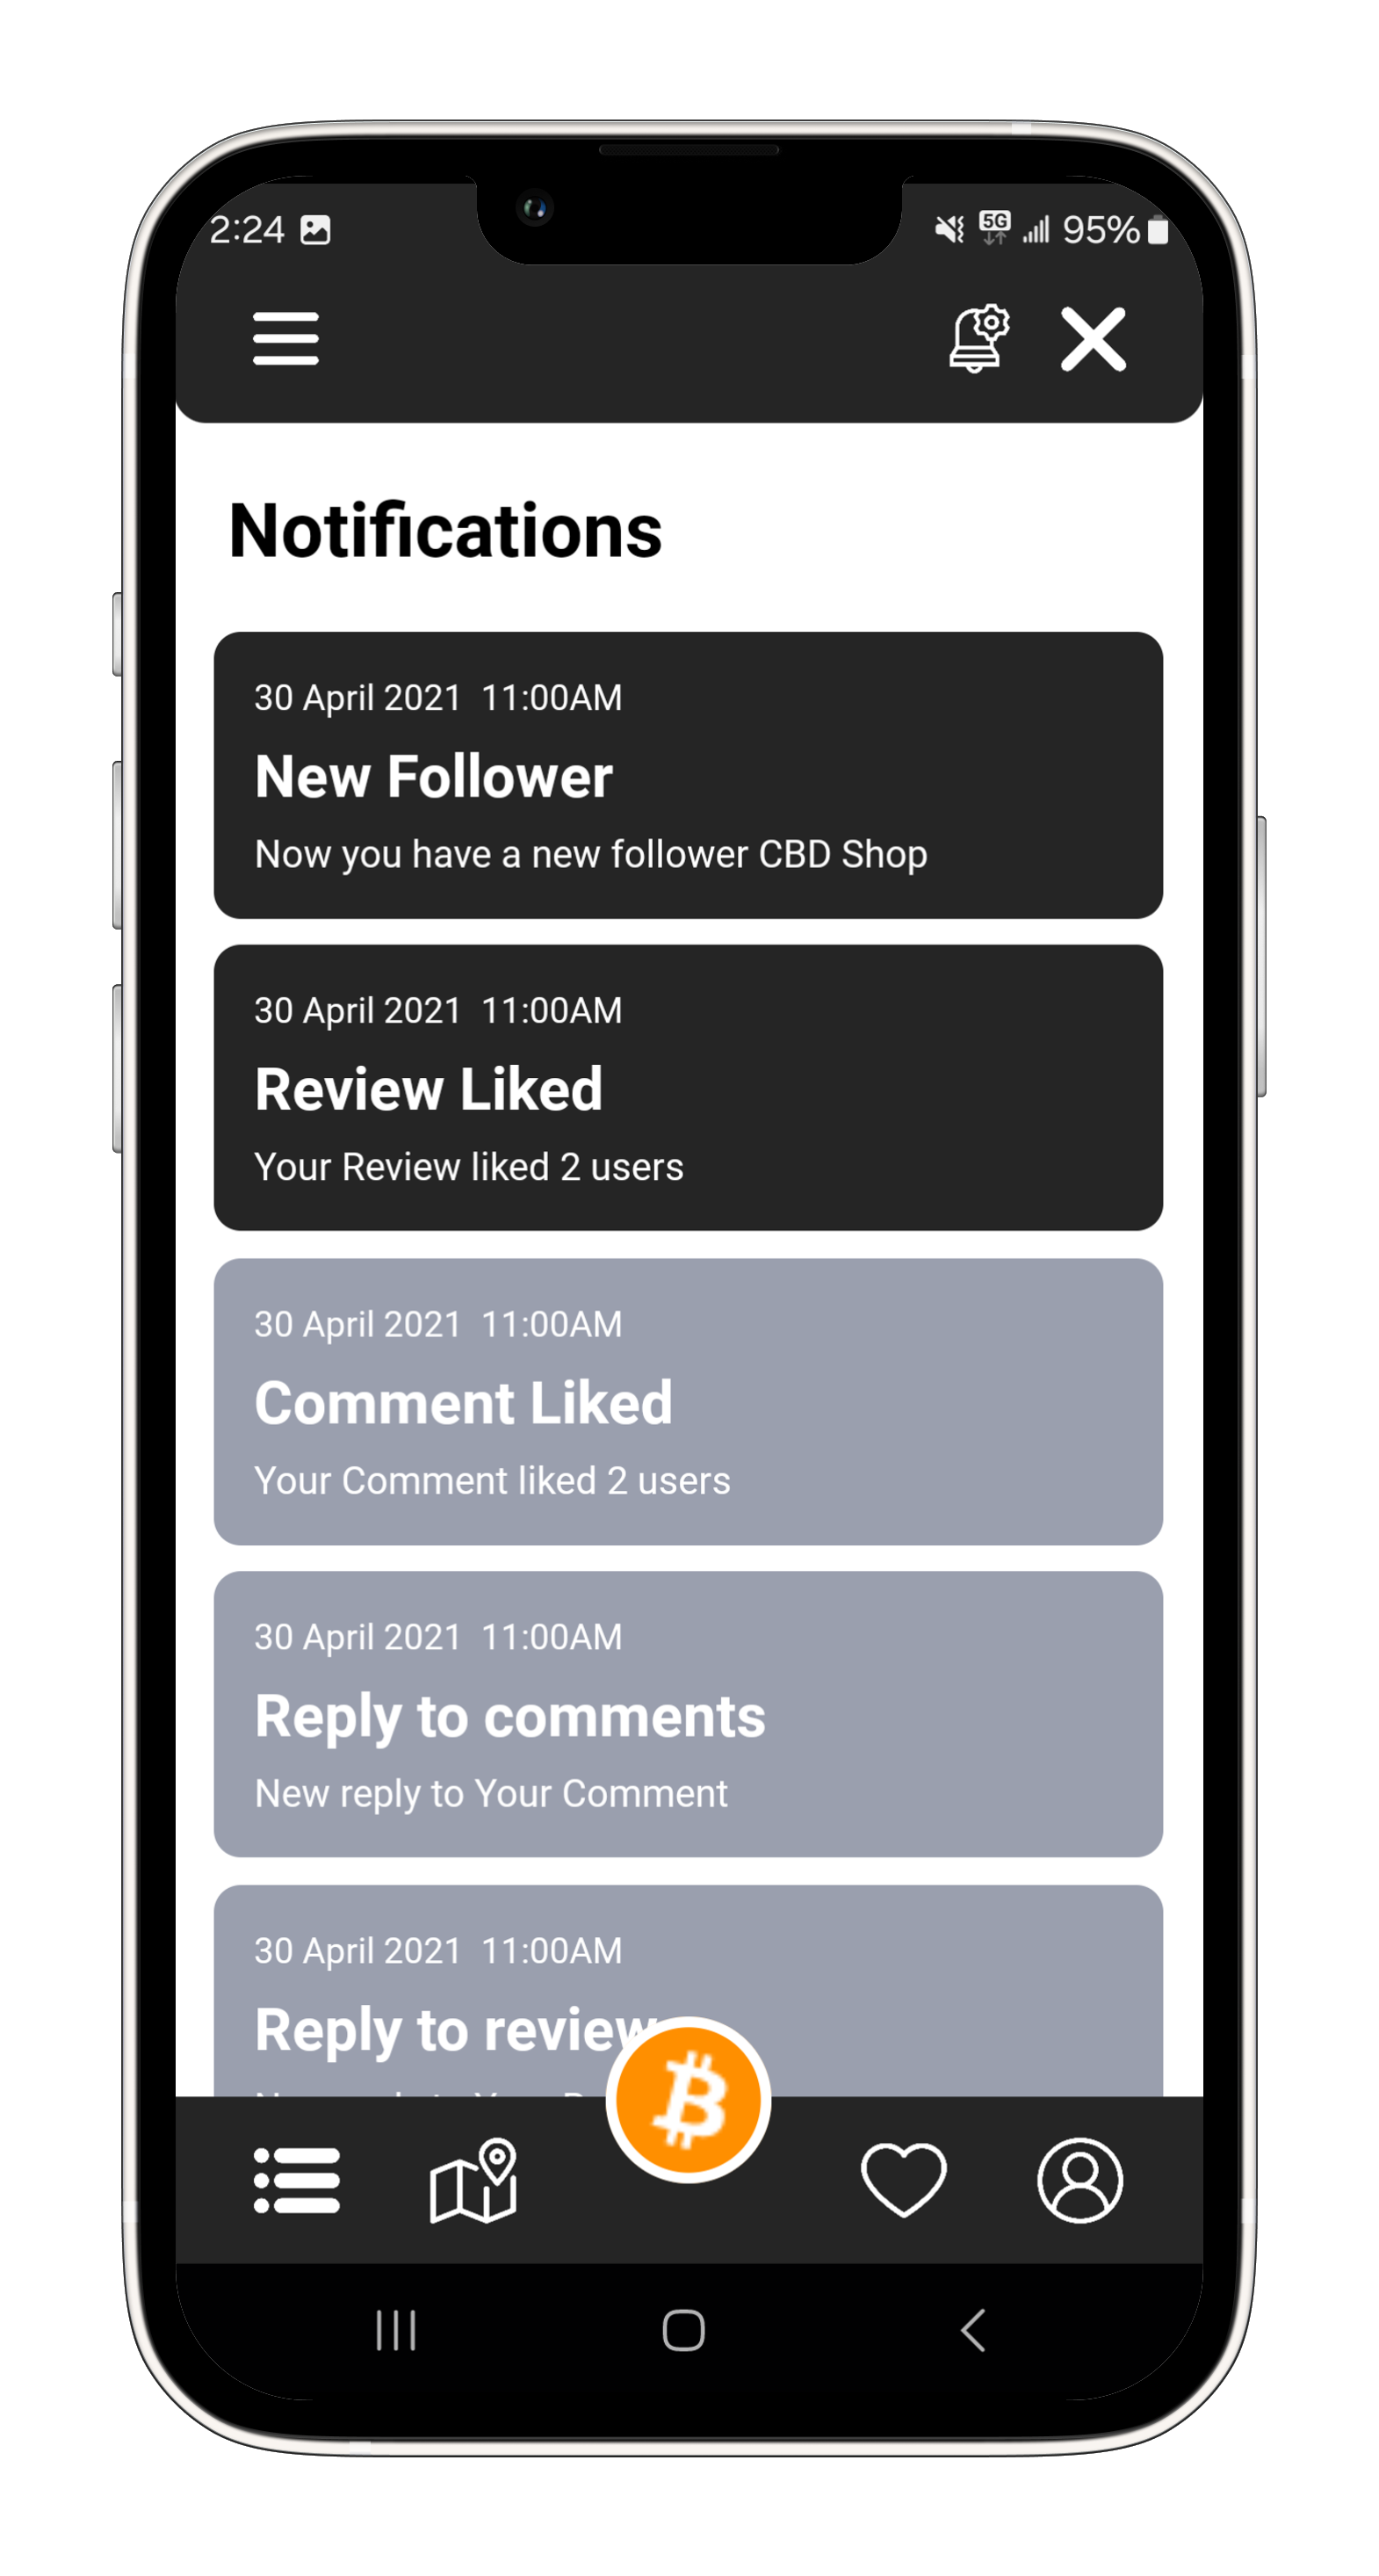 2:24 5G 95%
Notifications
30 April 2021 11:00AM
New Follower
Now you have a new follower CBD Shop
30 April 2021 11:00AM
Review Liked
Your Review liked 2 users
30 April 2021 11:00AM
Comment Liked
Your Comment liked 2 users
30 April 2021 11:00AM
Reply to comments
New reply to Your Comment
30 April 2021 11:00AM
Reply to review